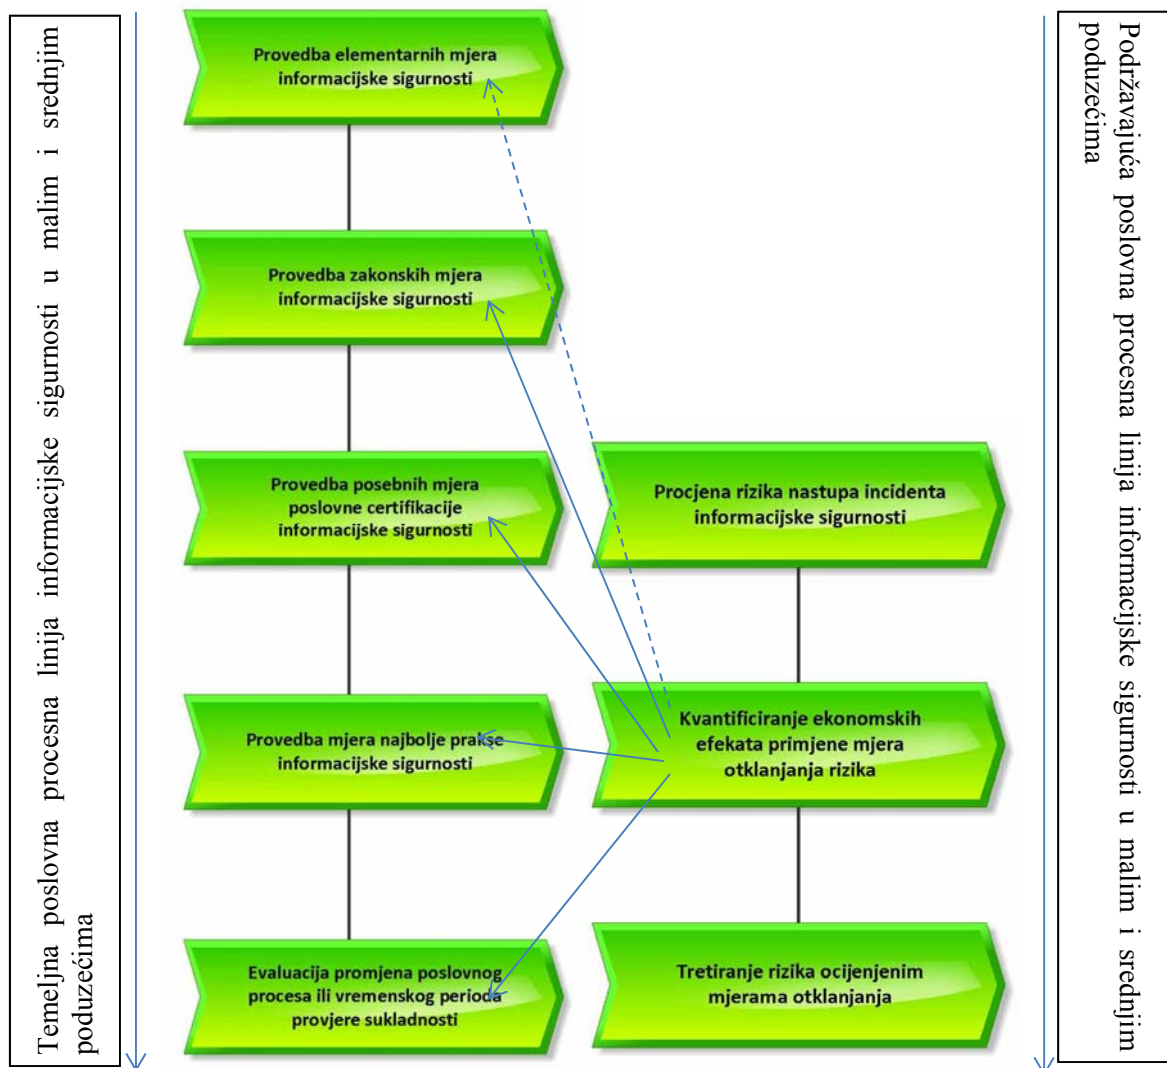 Temeljna poslovna procesna linija informacijske sigurnosti u malim i srednjim
poduzećima
Provedba elementarnih mjera
informacijske sigurnosti
Provedba zakonskih mjera
informacijske sigurnosti
Provedba posebnih mjera
poslovne certifikacije
informacijske sigurnosti
Provedba mjera najbolje prakse
informacijske sigurnosti
Evaluacija promjena poslovnog
procesa ili vremenskog perioda
provjere sukladnosti
Procjena rizika nastupa incidenta
informacijske sigurnosti
Kvantificiranje ekonomskih
efekata primjene mjera
otklanjanja rizika
Tretiranje rizika ocijenjenim
mjerama otklanjanja
Podržavajuća poslovna procesna linija informacijske sigurnosti u malim i srednjim
poduzećima